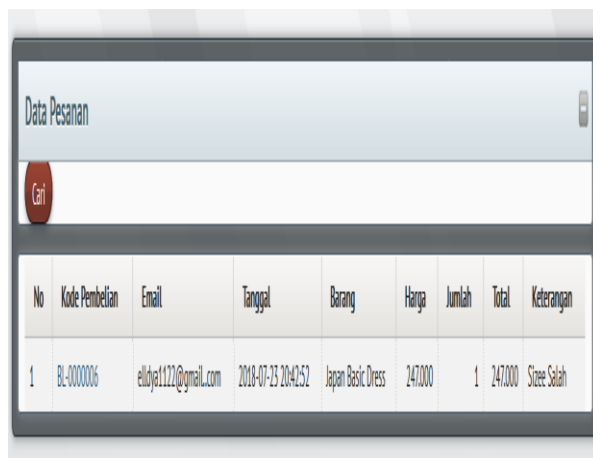 Data Pesanan
Cari
No Kode Pembelian Email Tanggal Barang Harga Jumlah Total Keterangan
1 BL-0000006 elldya1122@gmail..com 2018-07-23 20:42:52 Japan Basic Dress 247.000 1 247.000 Sizee Salah